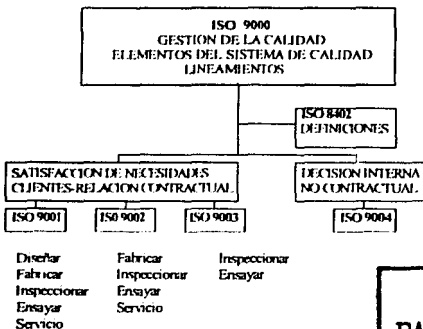 ISO 9000
GESTION DE LA CALIDAD
ELEMENTOS DEL SISTEMA DE CALIDAD
LINEAMIENTOS
ISO 8402
DEFINICIONES
SATISFACCION DE NECESIDADES
CLIENTES-RELACION CONTRACTUAL
DECISION INTERNA
NO CONTRACTUAL
ISO 9001
ISO 9002
ISO 9003
ISO 9004
Diseñar
Fabricar
Inspeccionar
Ensayar
Servicio
Fabricar
Inspeccionar
Ensayar
Servicio
Inspeccionar
Ensayar